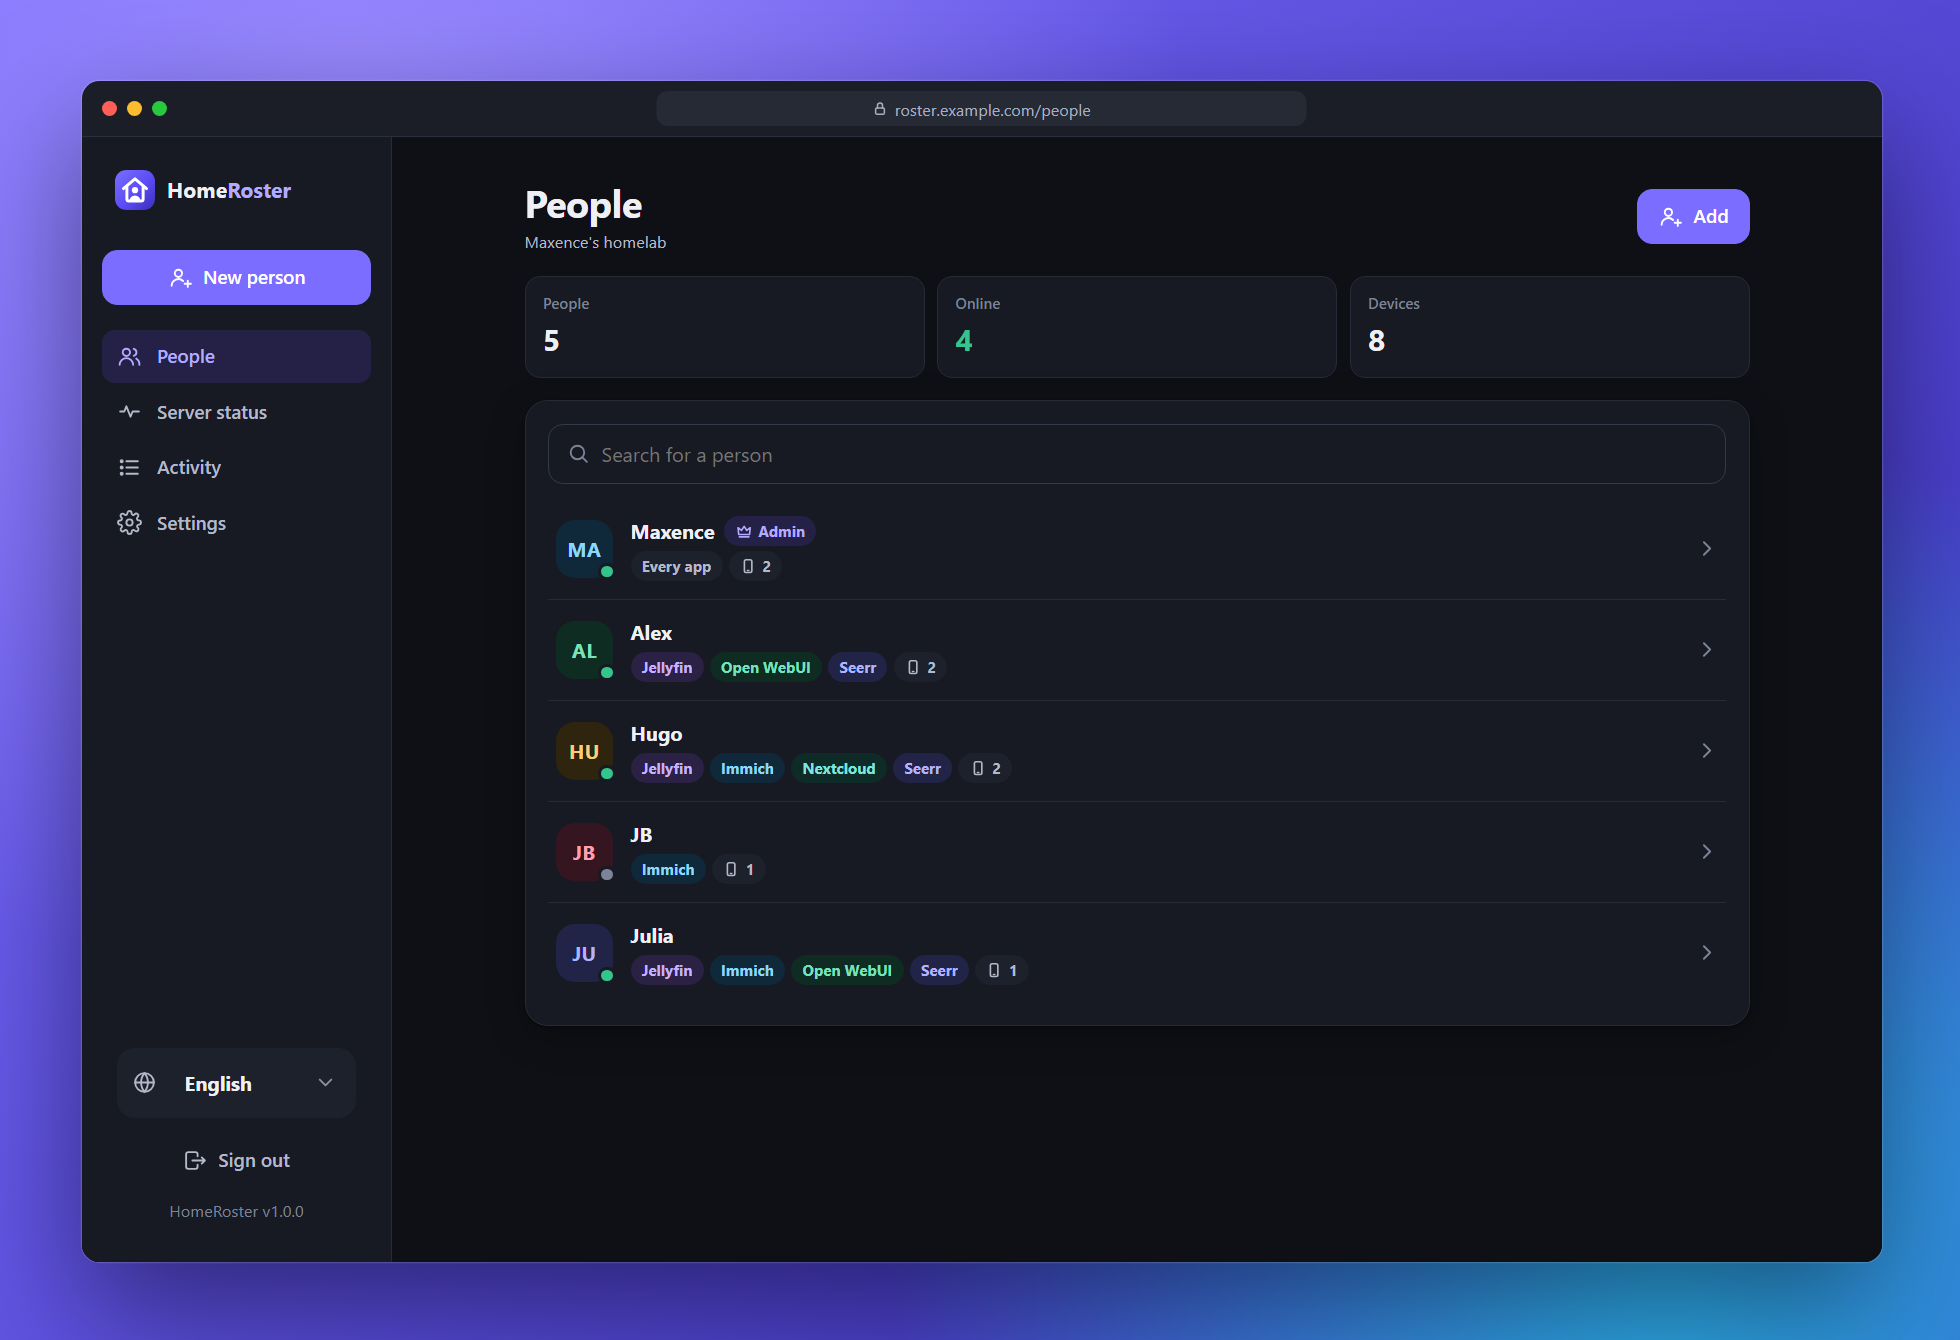 roster.example.com/people
HomeRoster
New person
People
Server status
Activity
Settings
English
Sign out
HomeRoster v1.0.0
People
Maxence's homelab
Add
People
5
Online
4
Devices
8
Search for a person
MA
Maxence Admin
Every app 2
AL
Alex
Jellyfin Open WebUI Seerr 2
HU
Hugo
Jellyfin Immich Nextcloud Seerr 2
JB
JB
Immich 1
JU
Julia
Jellyfin Immich Open WebUI Seerr 1